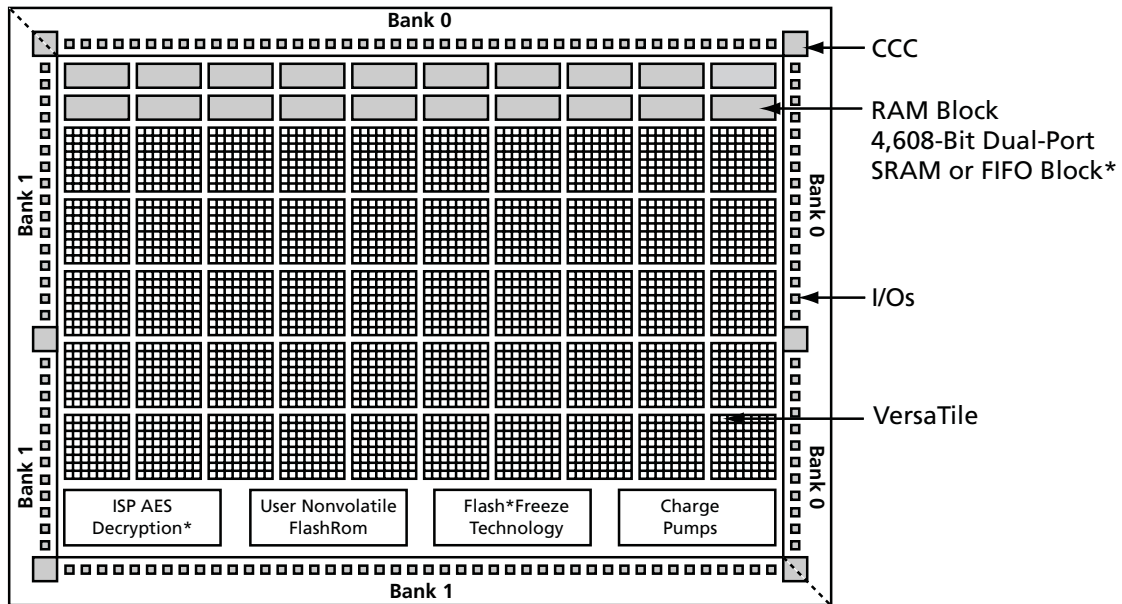 Bank 0
CCC
RAM Block
4,608-Bit Dual-Port
SRAM or FIFO Block*
Bank 1
Bank 0
I/Os
VersaTile
Bank 1
Bank 0
ISP AES
Decryption*
User Nonvolatile
FlashRom
Flash*Freeze
Technology
Charge
Pumps
Bank 1